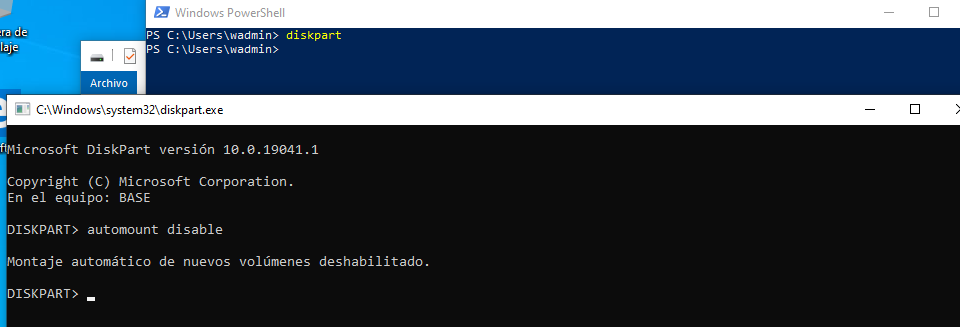 Windows PowerShell
PS C:\Users\wadmin> diskpart
PS C:\Users\wadmin>
laje
Archivo
C:\Windows\system32\diskpart.exe
Microsoft DiskPart versión 10.0.19041.1
Copyright (C) Microsoft Corporation.
En el equipo: BASE
DISKPART> automount disable
Montaje automático de nuevos volúmenes deshabilitado.
DISKPART>